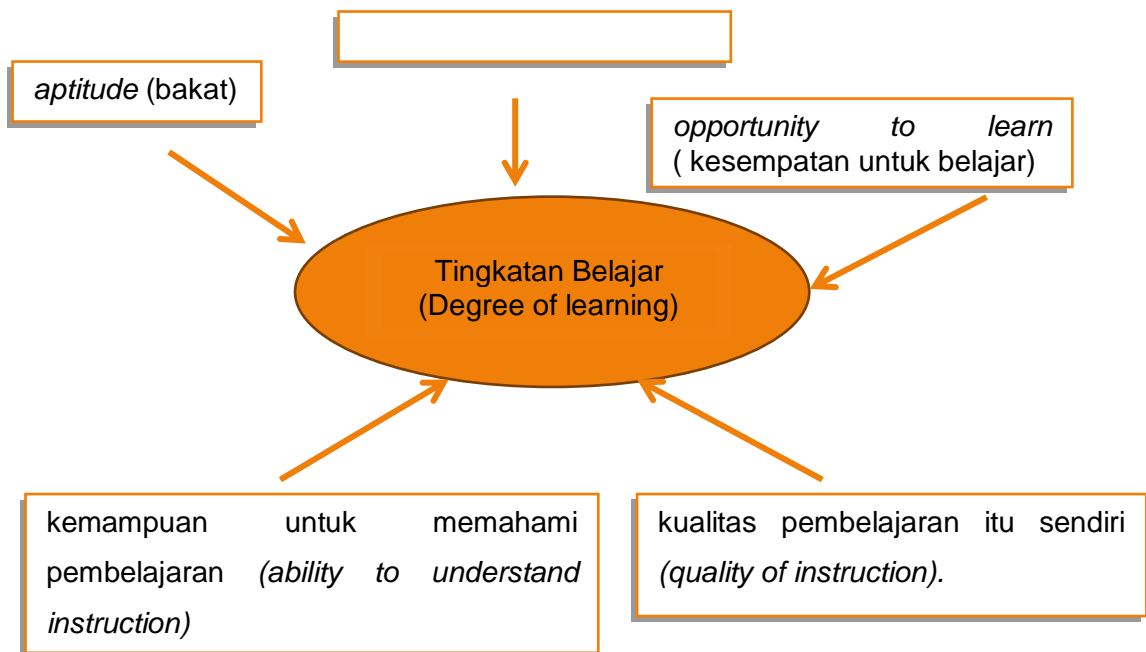 aptitude (bakat)
opportunity to learn
( kesempatan untuk belajar)
Tingkatan Belajar
(Degree of learning)
kemampuan untuk memahami
pembelajaran (ability to understand
instruction)
kualitas pembelajaran itu sendiri
(quality of instruction).